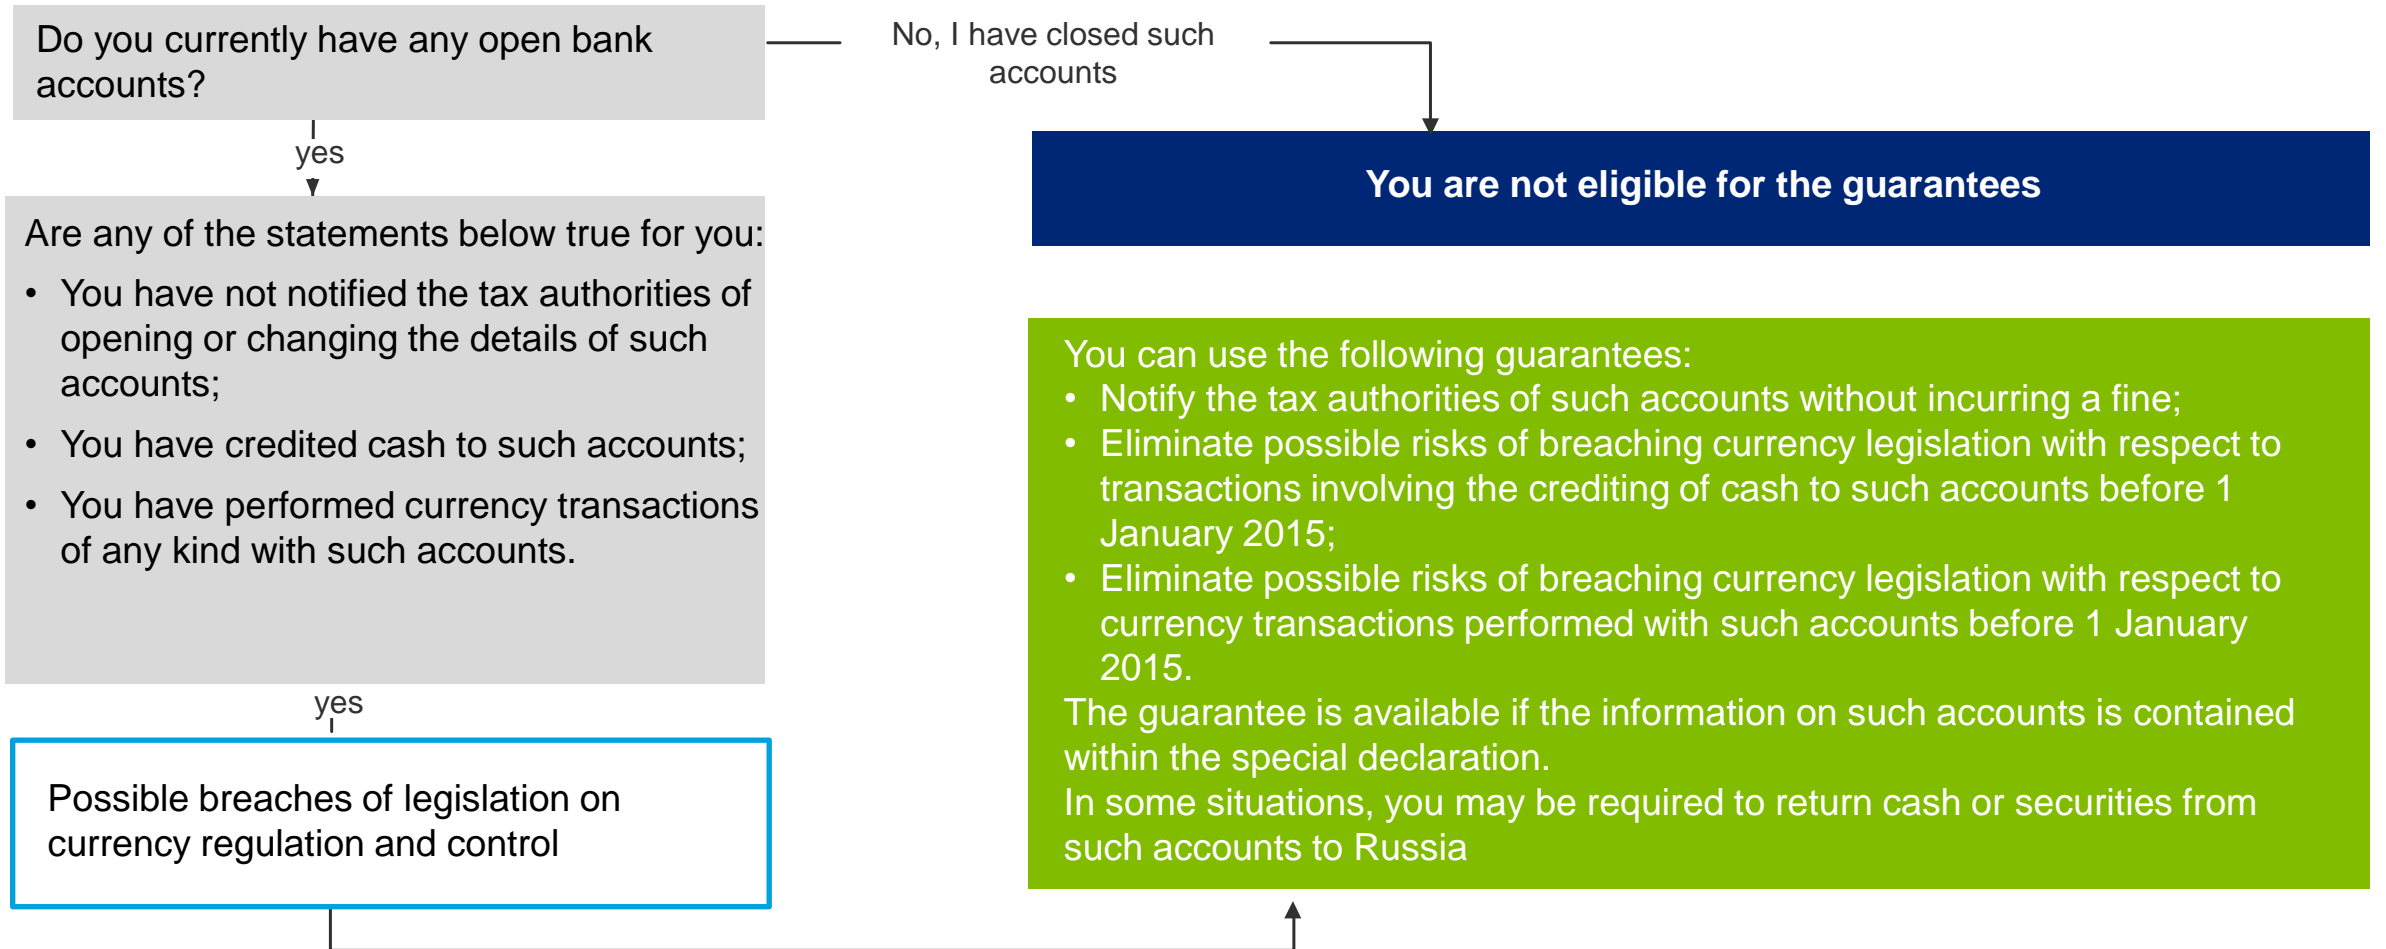 Do you currently have any open bank
accounts?
No, I have closed such
accounts
yes
You are not eligible for the guarantees
Are any of the statements below true for you:
• You have not notified the tax authorities of
opening or changing the details of such
accounts;
• You have credited cash to such accounts;
• You have performed currency transactions
of any kind with such accounts.
yes
Possible breaches of legislation on
currency regulation and control
You can use the following guarantees:
• Notify the tax authorities of such accounts without incurring a fine;
• Eliminate possible risks of breaching currency legislation with respect to
transactions involving the crediting of cash to such accounts before 1
January 2015;
• Eliminate possible risks of breaching currency legislation with respect to
currency transactions performed with such accounts before 1 January
2015.
The guarantee is available if the information on such accounts is contained
within the special declaration.
In some situations, you may be required to return cash or securities from
such accounts to Russia